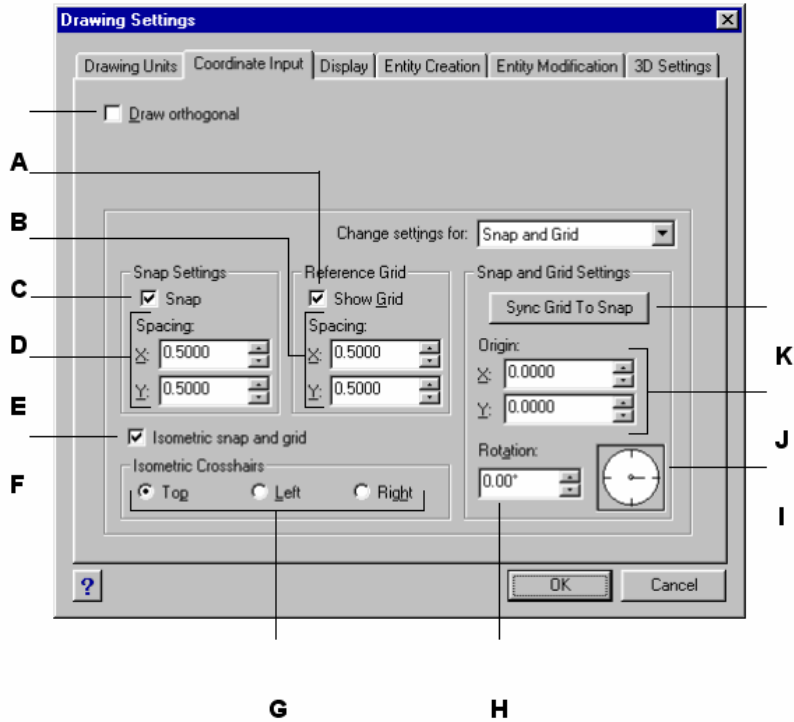 Drawing Settings
Drawing Units Coordinate Input Display Entity Creation Entity Modification 3D Settings
Draw orthogonal
A
B
Change settings for: Snap and Grid
Snap Settings Reference Grid Snap and Grid Settings
C
Snap Show Grid Sync Grid To Snap
Spacing: Spacing:
D
X: 0.5000 X: 0.5000 Origin:
K
X: 0.0000
Y: 0.5000 Y: 0.5000
E
Y: 0.0000
Isometric snap and grid
J
Rotation:
Isometric Crosshairs
F
Top Left Right 0.00°
I
? OK Cancel
G H